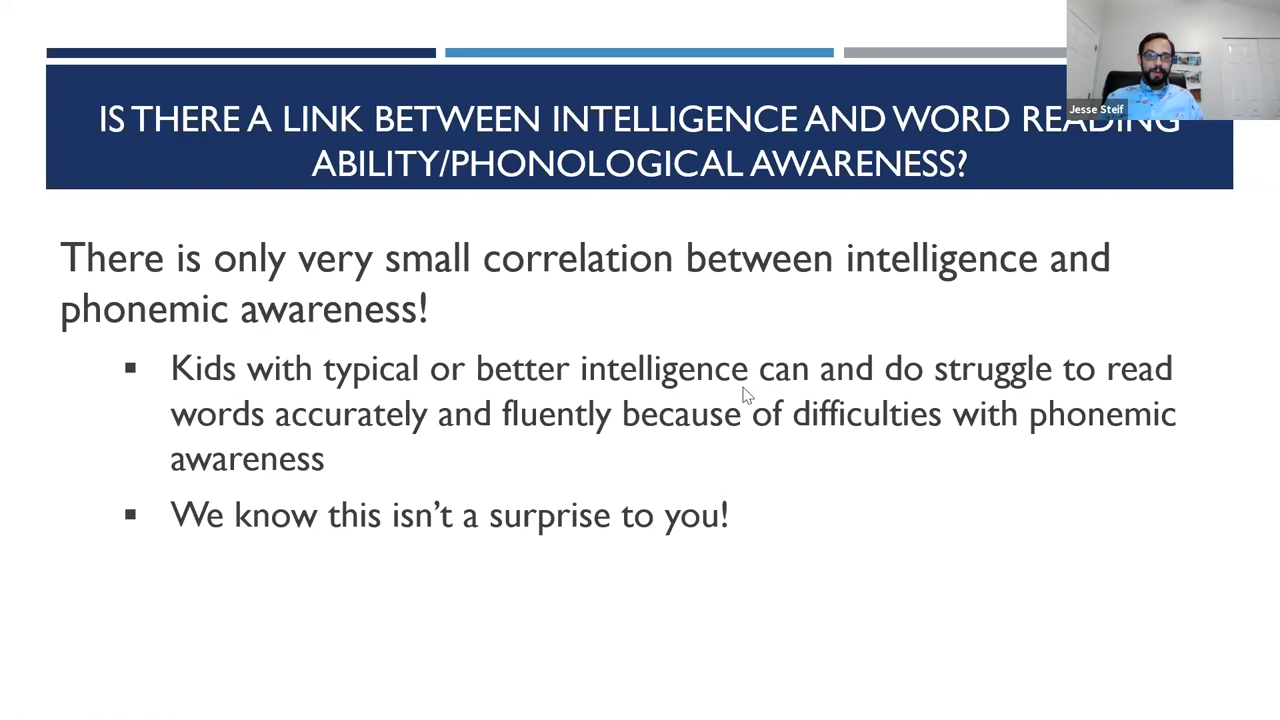 IS THERE A LINK BETWEEN INTELLIGENCE AND WORD READING
ABILITY/PHONOLOGICAL AWARENESS?
Jesse Steif
There is only very small correlation between intelligence and
phonemic awareness!
▪ Kids with typical or better intelligence can and do struggle to read
words accurately and fluently because of difficulties with phonemic
awareness
▪ We know this isn’t a surprise to you!